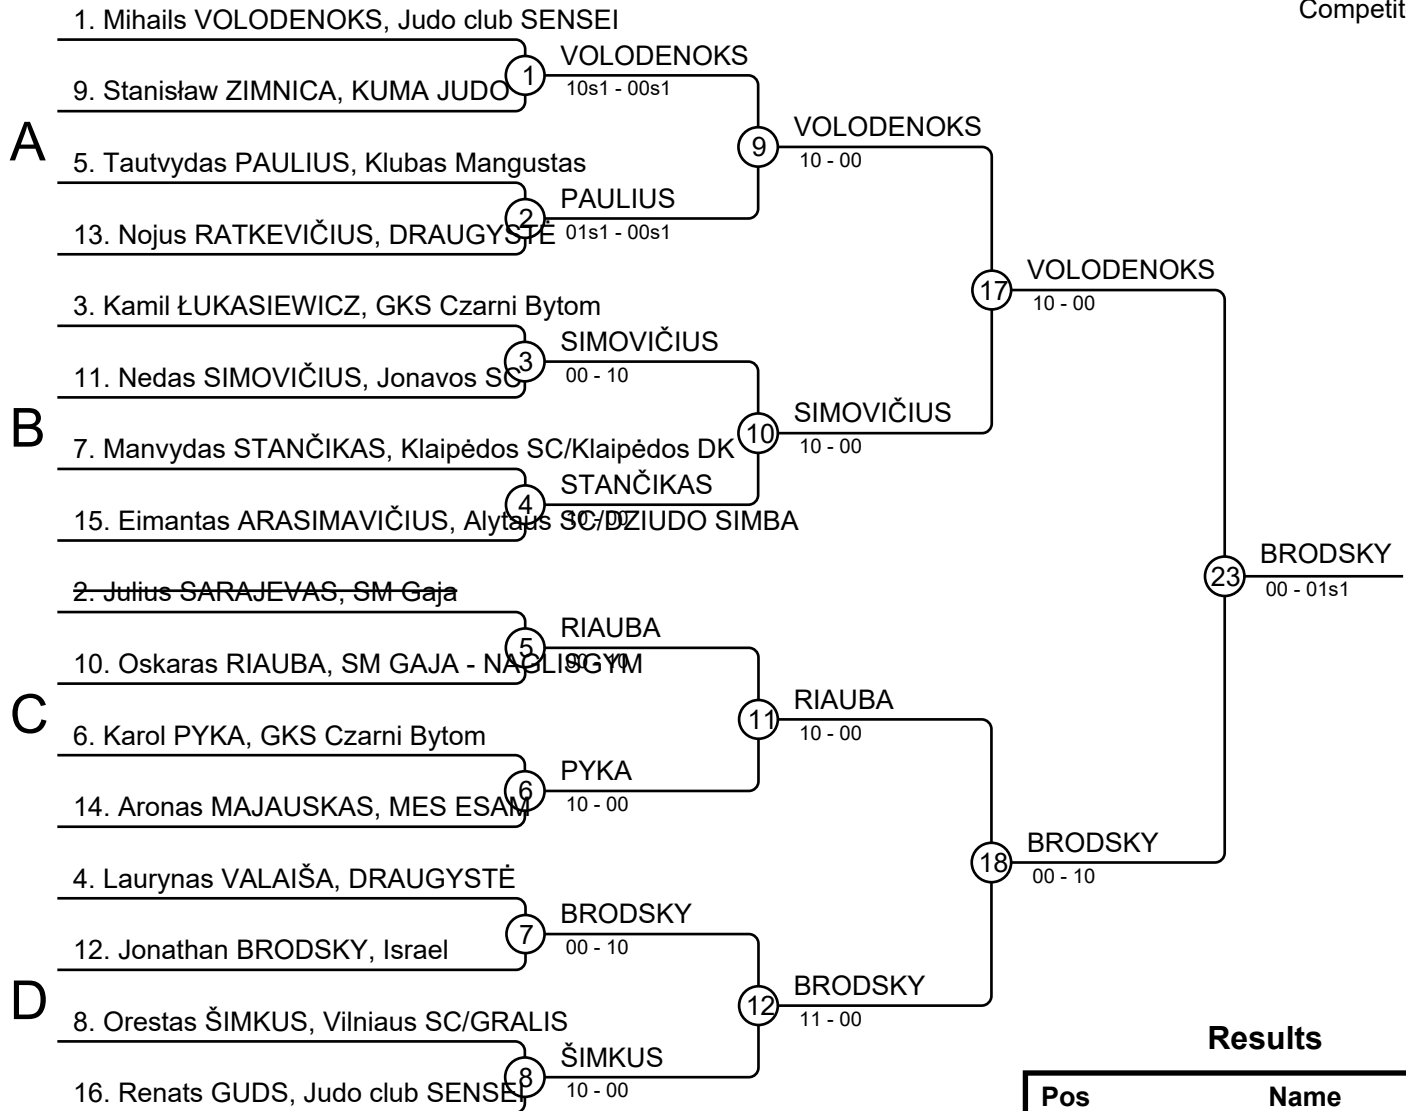 Competit
1. Mihails VOLODENOKS, Judo club SENSEI
VOLODENOKS
1
10s1 - 00s1
9. Stanisław ZIMNICA, KUMA JUDO
VOLODENOKS
A
9
10 - 00
5. Tautvydas PAULIUS, Klubas Mangustas
PAULIUS
2
01s1 - 00s1
13. Nojus RATKEVIČIUS, DRAUGYSTĖ
VOLODENOKS
17
10 - 00
3. Kamil ŁUKASIEWICZ, GKS Czarni Bytom
SIMOVIČIUS
3
00 - 10
11. Nedas SIMOVIČIUS, Jonavos SC
SIMOVIČIUS
B
10
10 - 00
7. Manvydas STANČIKAS, Klaipėdos SC/Klaipėdos DK
STANČIKAS
4
10 - 00
15. Eimantas ARASIMAVIČIUS, Alytaus SC/DZIUDO SIMBA
BRODSKY
23
00 - 01s1
2. Julius SARAJEVAS, SM Gaja
RIAUBA
5
00 - 10
10. Oskaras RIAUBA, SM GAJA - NAGLISGYM
RIAUBA
C
11
10 - 00
6. Karol PYKA, GKS Czarni Bytom
PYKA
6
10 - 00
14. Aronas MAJAUSKAS, MES ESAM
BRODSKY
18
00 - 10
4. Laurynas VALAIŠA, DRAUGYSTĖ
BRODSKY
7
00 - 10
12. Jonathan BRODSKY, Israel
BRODSKY
D
12
11 - 00
8. Orestas ŠIMKUS, Vilniaus SC/GRALIS
ŠIMKUS
8
10 - 00
16. Renats GUDS, Judo club SENSEI
Results
Pos Name